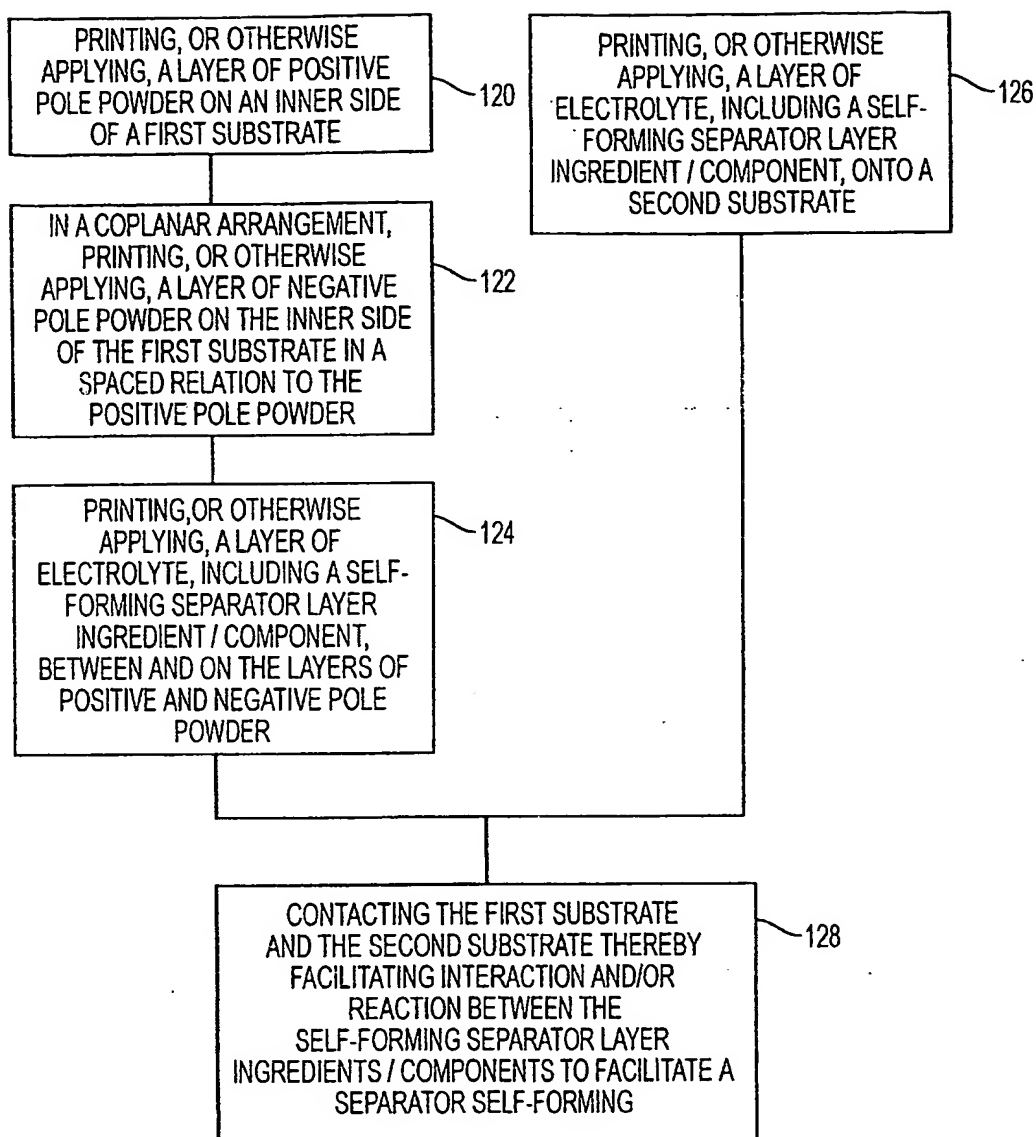 PRINTING, OR OTHERWISE
APPLYING, A LAYER OF POSITIVE
POLE POWDER ON AN INNER SIDE
OF A FIRST SUBSTRATE
120
IN A COPLANAR ARRANGEMENT,
PRINTING, OR OTHERWISE
APPLYING, A LAYER OF NEGATIVE
POLE POWDER ON THE INNER SIDE
OF THE FIRST SUBSTRATE IN A
SPACED RELATION TO THE
POSITIVE POLE POWDER
122
PRINTING,OR OTHERWISE
APPLYING, A LAYER OF
ELECTROLYTE, INCLUDING A SELF-
FORMING SEPARATOR LAYER
INGREDIENT / COMPONENT,
BETWEEN AND ON THE LAYERS OF
POSITIVE AND NEGATIVE POLE
POWDER
124
PRINTING, OR OTHERWISE
APPLYING, A LAYER OF
ELECTROLYTE, INCLUDING A SELF-
FORMING SEPARATOR LAYER
INGREDIENT / COMPONENT, ONTO A
SECOND SUBSTRATE
126
CONTACTING THE FIRST SUBSTRATE
AND THE SECOND SUBSTRATE THEREBY
FACILITATING INTERACTION AND/OR
REACTION BETWEEN THE
SELF-FORMING SEPARATOR LAYER
INGREDIENTS / COMPONENTS TO FACILITATE A
SEPARATOR SELF-FORMING
128